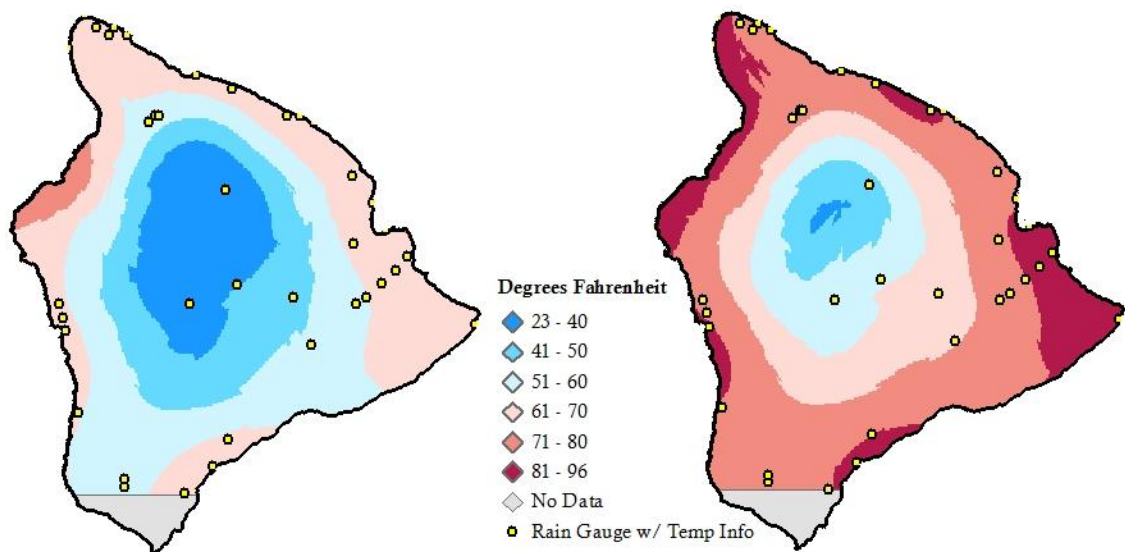 Degrees Fahrenheit
23 - 40
41 - 50
51 - 60
61 - 70
71 - 80
81 - 96
No Data
Rain Gauge w/ Temp Info